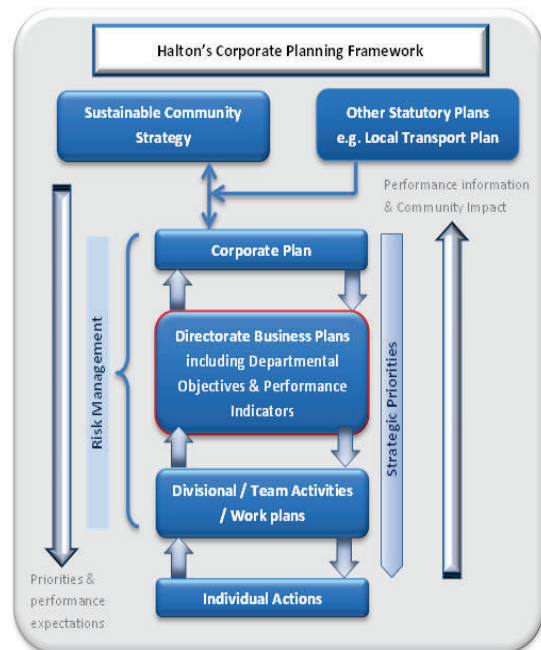 Halton's Corporate Planning Framework
Sustainable Community
Strategy
Other Statutory Plans
e.g. Local Transport Plan
Performance information
& Community Impact
Corporate Plan
Directorate Business Plans
including Departmental
Objectives & Performance
Indicators
Risk Management
Strategic Priorities
Divisional / Team Activities
/ Work plans
Priorities &
performance
expectations
Individual Actions